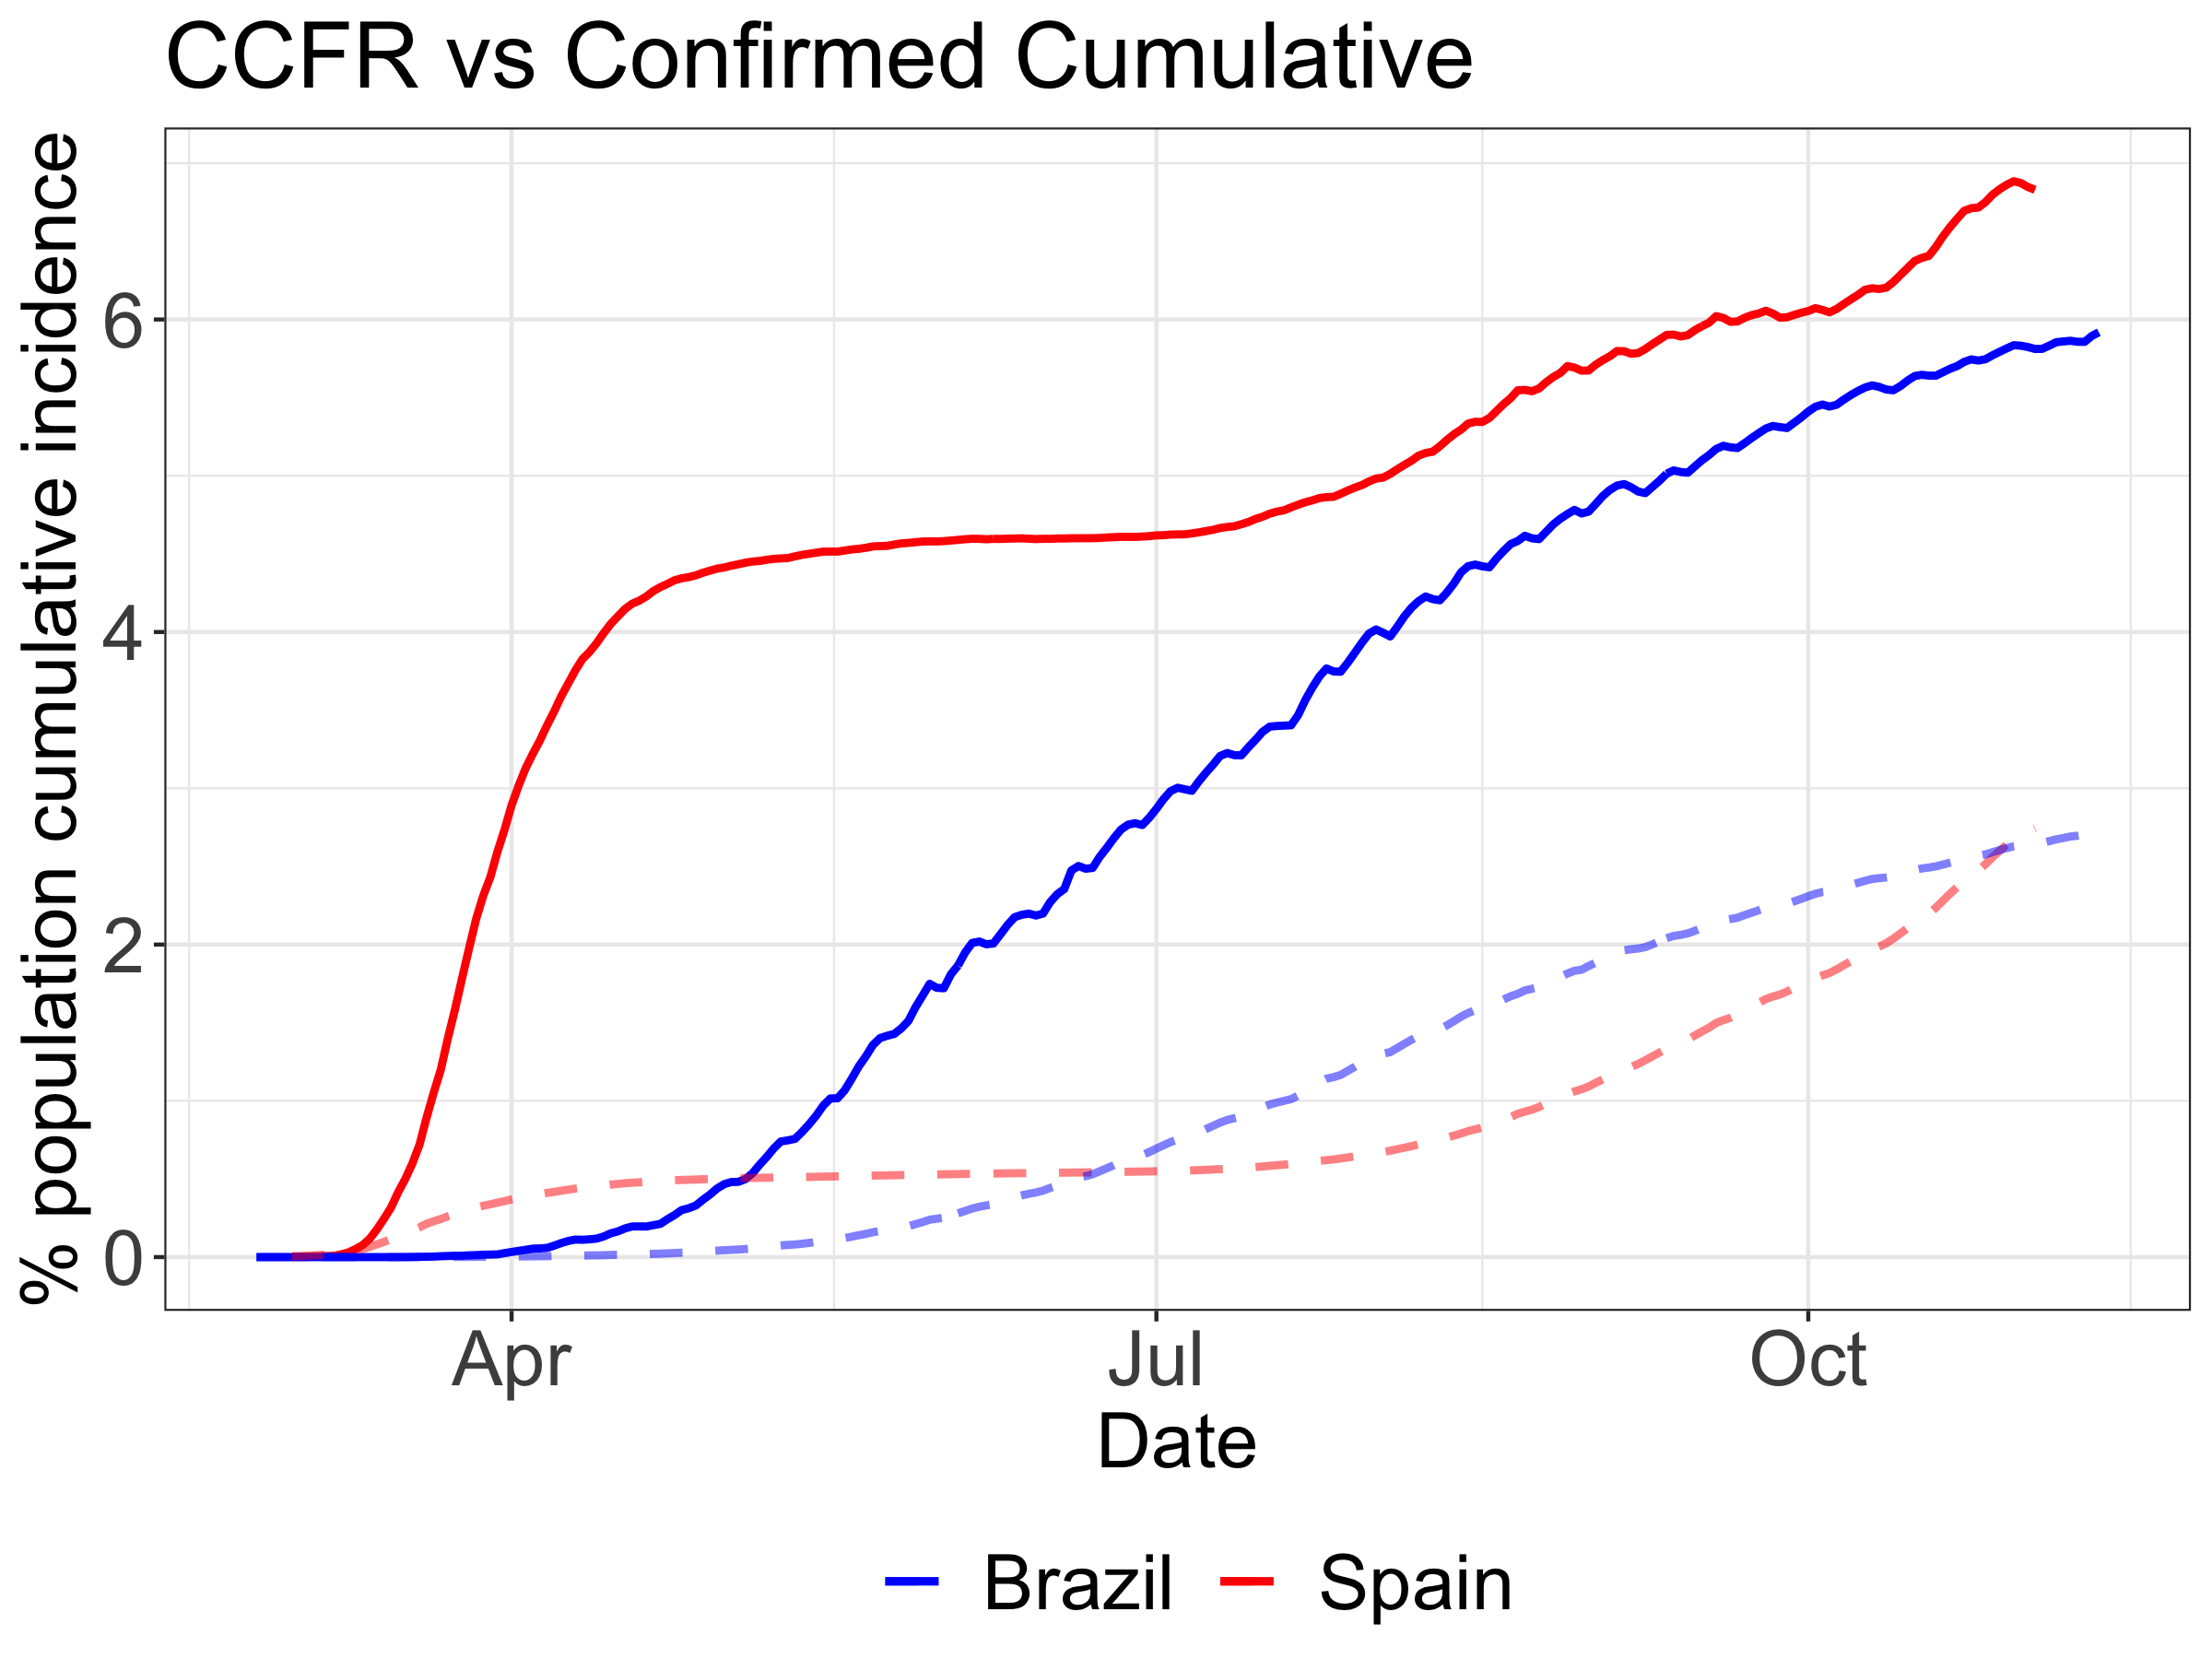 CCFR vs Confirmed Cumulative
% population cumulative incidence
6
4
2
0
Apr Jul Oct
Date
Brazil Spain